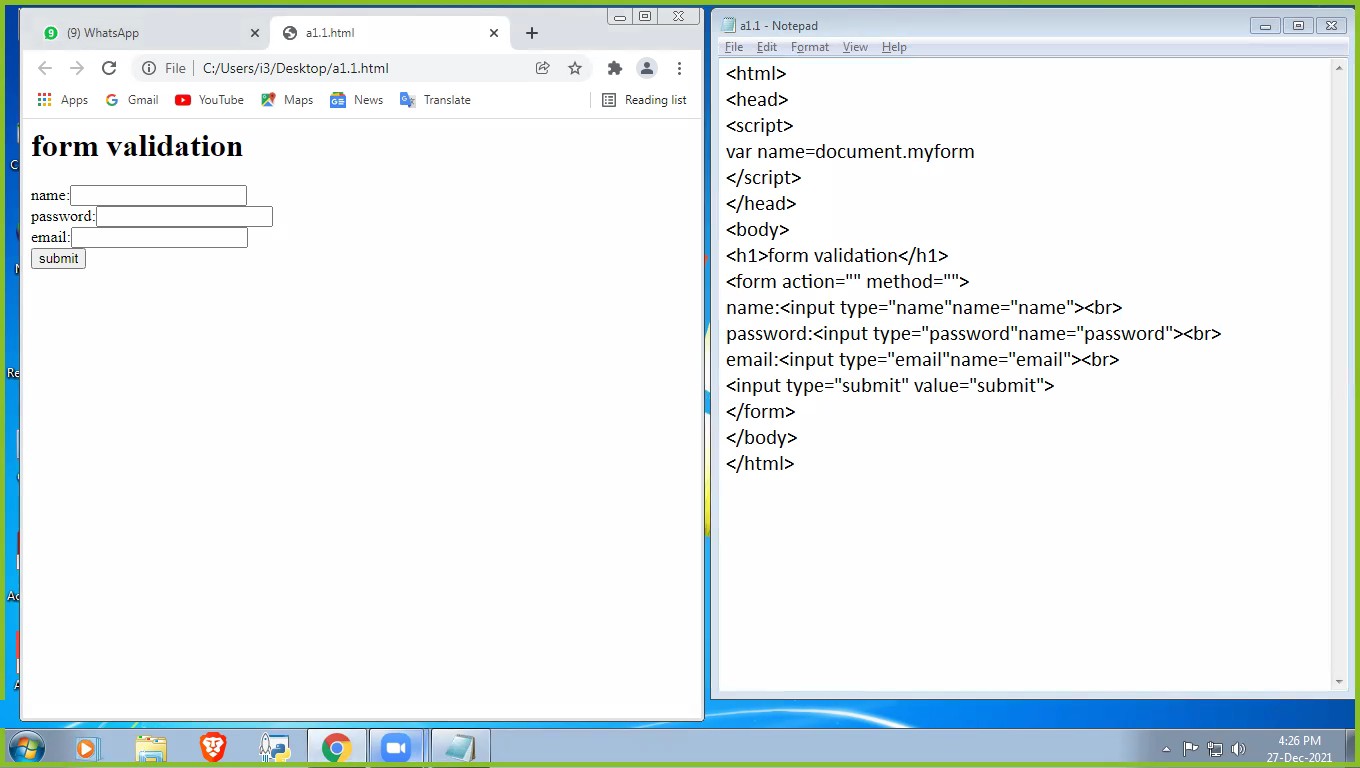 (9) WhatsApp
a1.1.html
File
C:/Users/i3/Desktop/a1.1.html
Apps
Gmail
YouTube
Maps
News
Translate
Reading list
form validation
name:
password:
email:
submit
a1.1 - Notepad
File Edit Format View Help
<html>
<head>
<script>
var name=document.myform
</script>
</head>
<body>
<h1>form validation</h1>
<form action="" method="">
name:<input type="name"name="name"><br>
password:<input type="password"name="password"><br>
email:<input type="email"name="email"><br>
<input type="submit" value="submit">
</form>
</body>
</html>
4:26 PM
27-Dec-2021